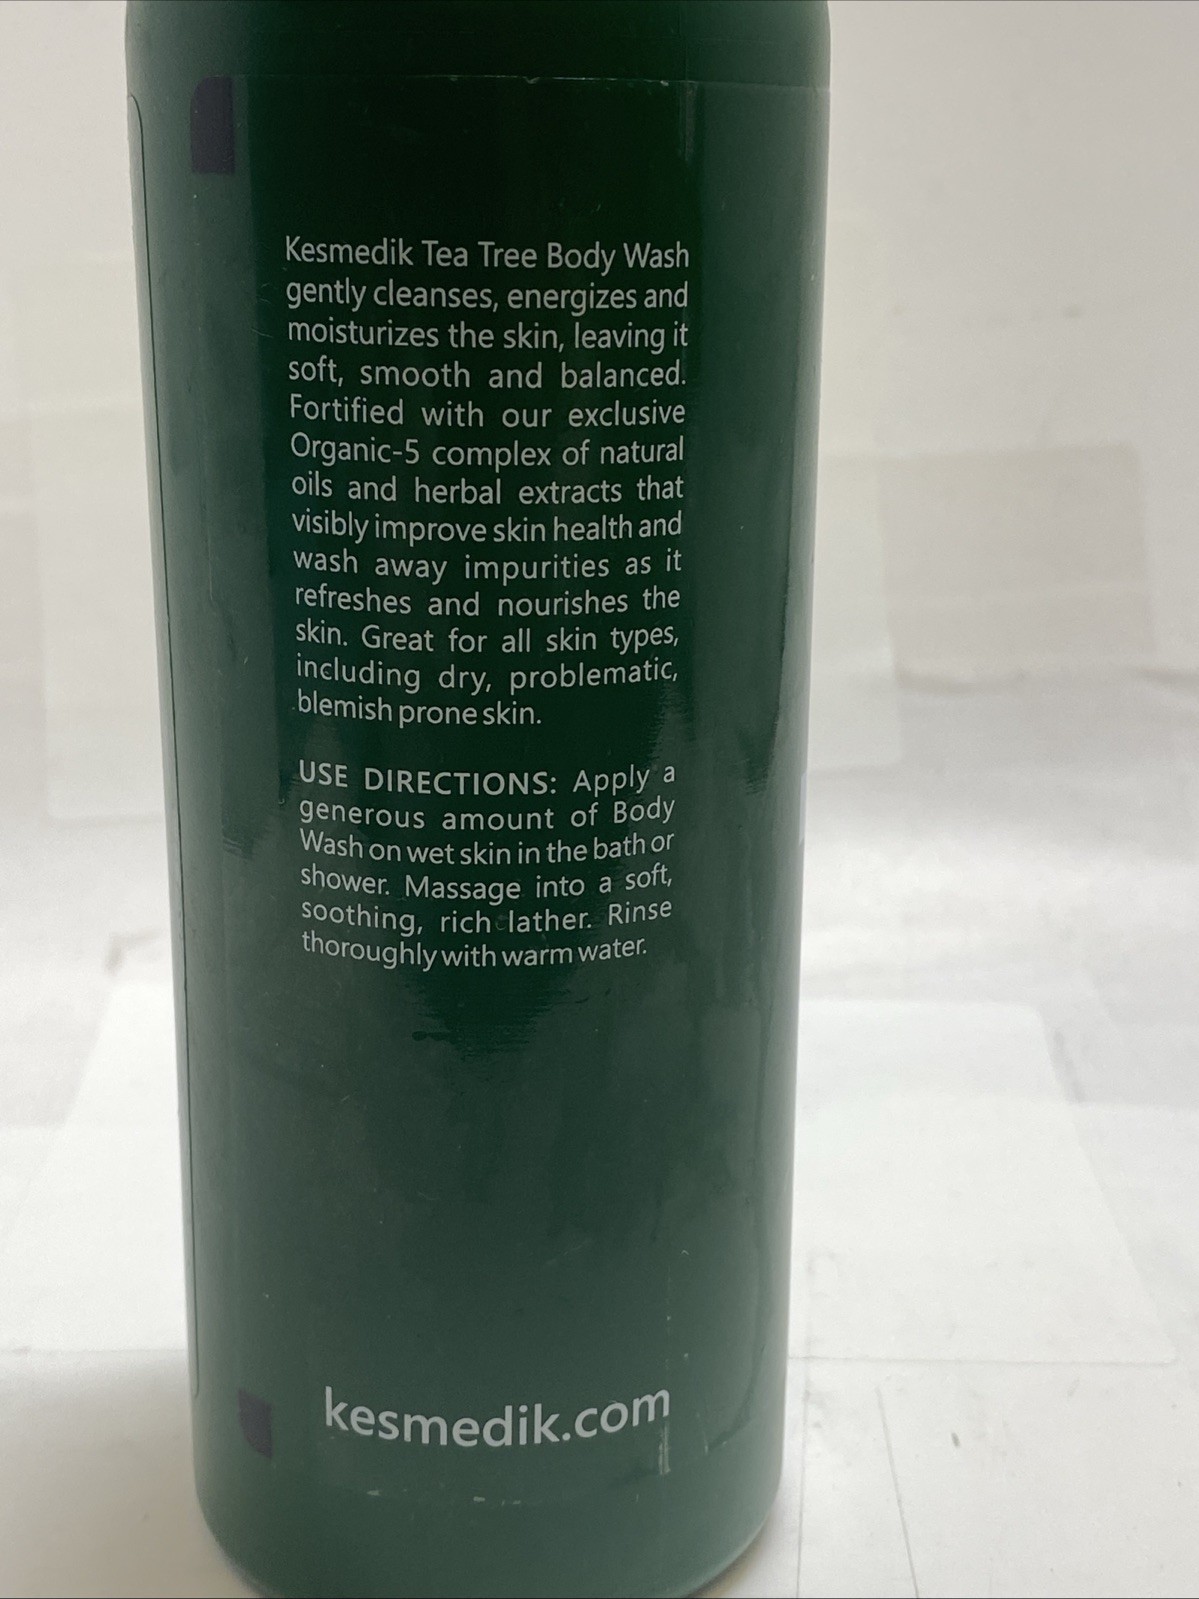 Kesmedik Tea Tree Body Wash
gently cleanses, energizes and
moisturizes the skin, leaving it
soft, smooth and balanced.
Fortified with our exclusive
Organic-5 complex of natural
oils and herbal extracts that
visibly improve skin health and
wash away impurities as it
refreshes and nourishes the
skin. Great for all skin types,
including dry, problematic,
blemish prone skin.
USE DIRECTIONS: Apply a
generous amount of Body
Wash on wet skin in the bath or
shower. Massage into a soft,
soothing, rich lather. Rinse
thoroughly with warm water.
kesmedik.com